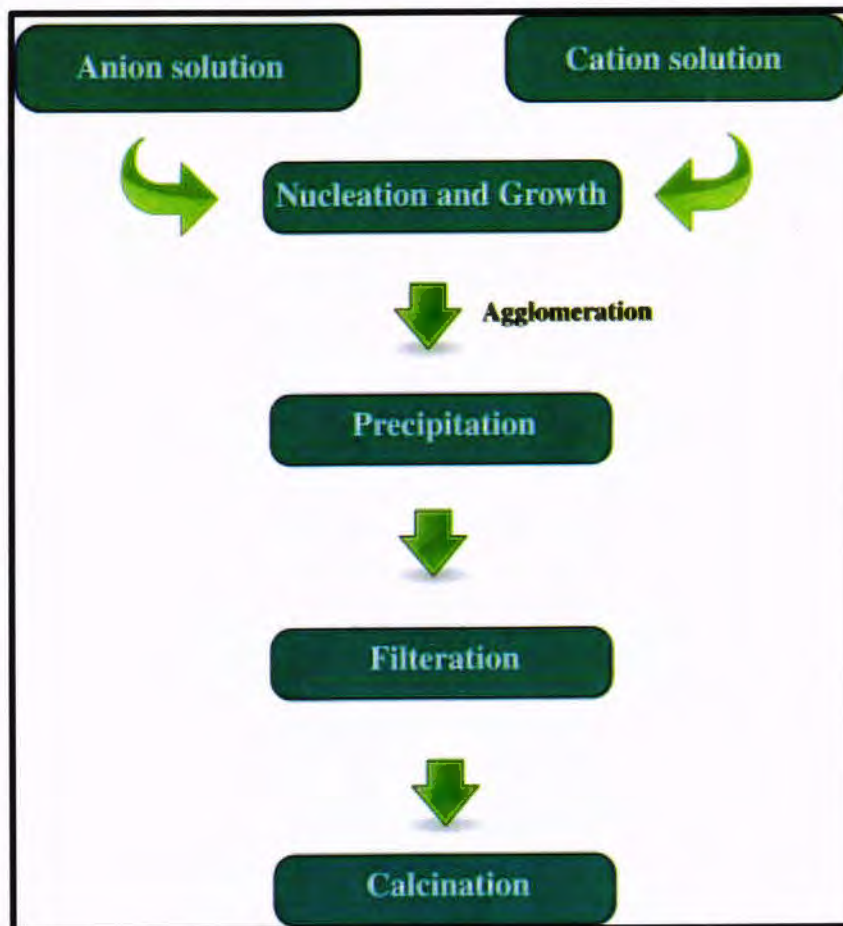 Anion solution
Cation solution
Nucleation and Growth
Agglomeration
Precipitation
Filteration
Calcination